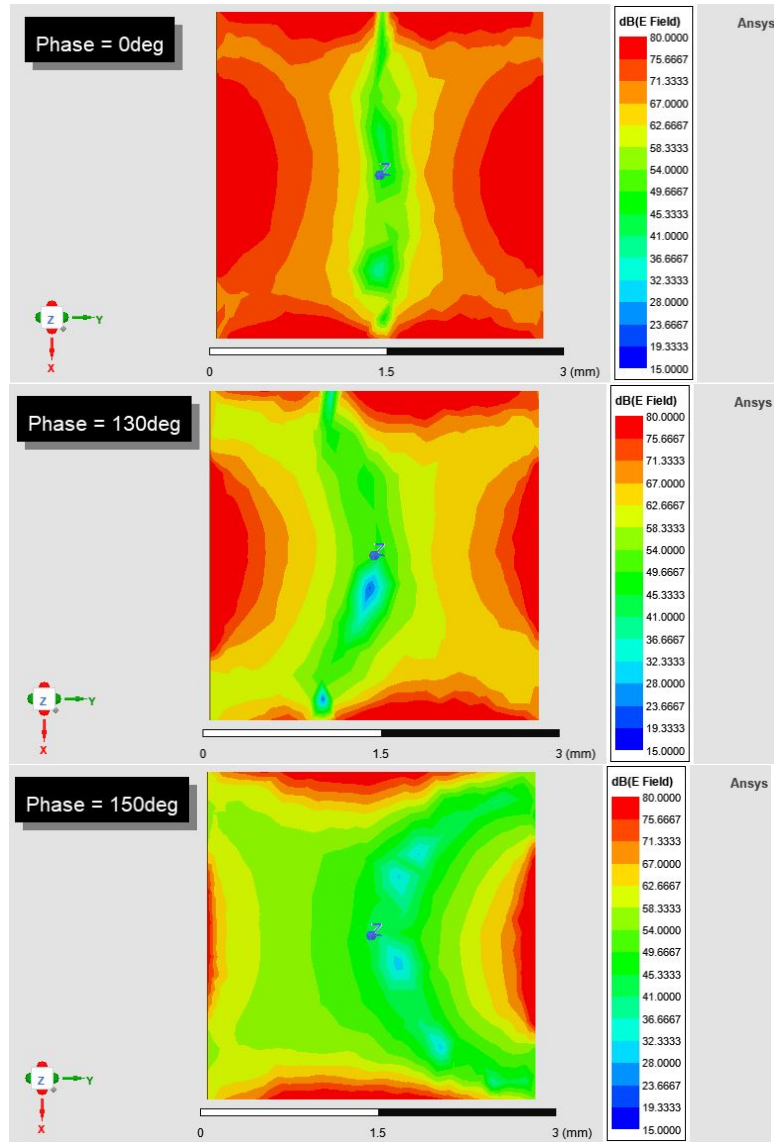 Phase = 0deg
dB(E Field)
Ansys
80.0000
75.6667
71.3333
67.0000
62.6667
58.3333
54.0000
49.6667
45.3333
41.0000
36.6667
32.3333
28.0000
23.6667
19.3333
15.0000
Z
Z
Y
X
0
1.5
3 (mm)
Phase = 130deg
dB(E Field)
Ansys
80.0000
75.6667
71.3333
67.0000
62.6667
58.3333
54.0000
49.6667
45.3333
41.0000
36.6667
32.3333
28.0000
23.6667
19.3333
15.0000
Z
Z
Y
X
0
1.5
3 (mm)
Phase = 150deg
dB(E Field)
Ansys
80.0000
75.6667
71.3333
67.0000
62.6667
58.3333
54.0000
49.6667
45.3333
41.0000
36.6667
32.3333
28.0000
23.6667
19.3333
15.0000
Z
Z
Y
X
0
1.5
3 (mm)